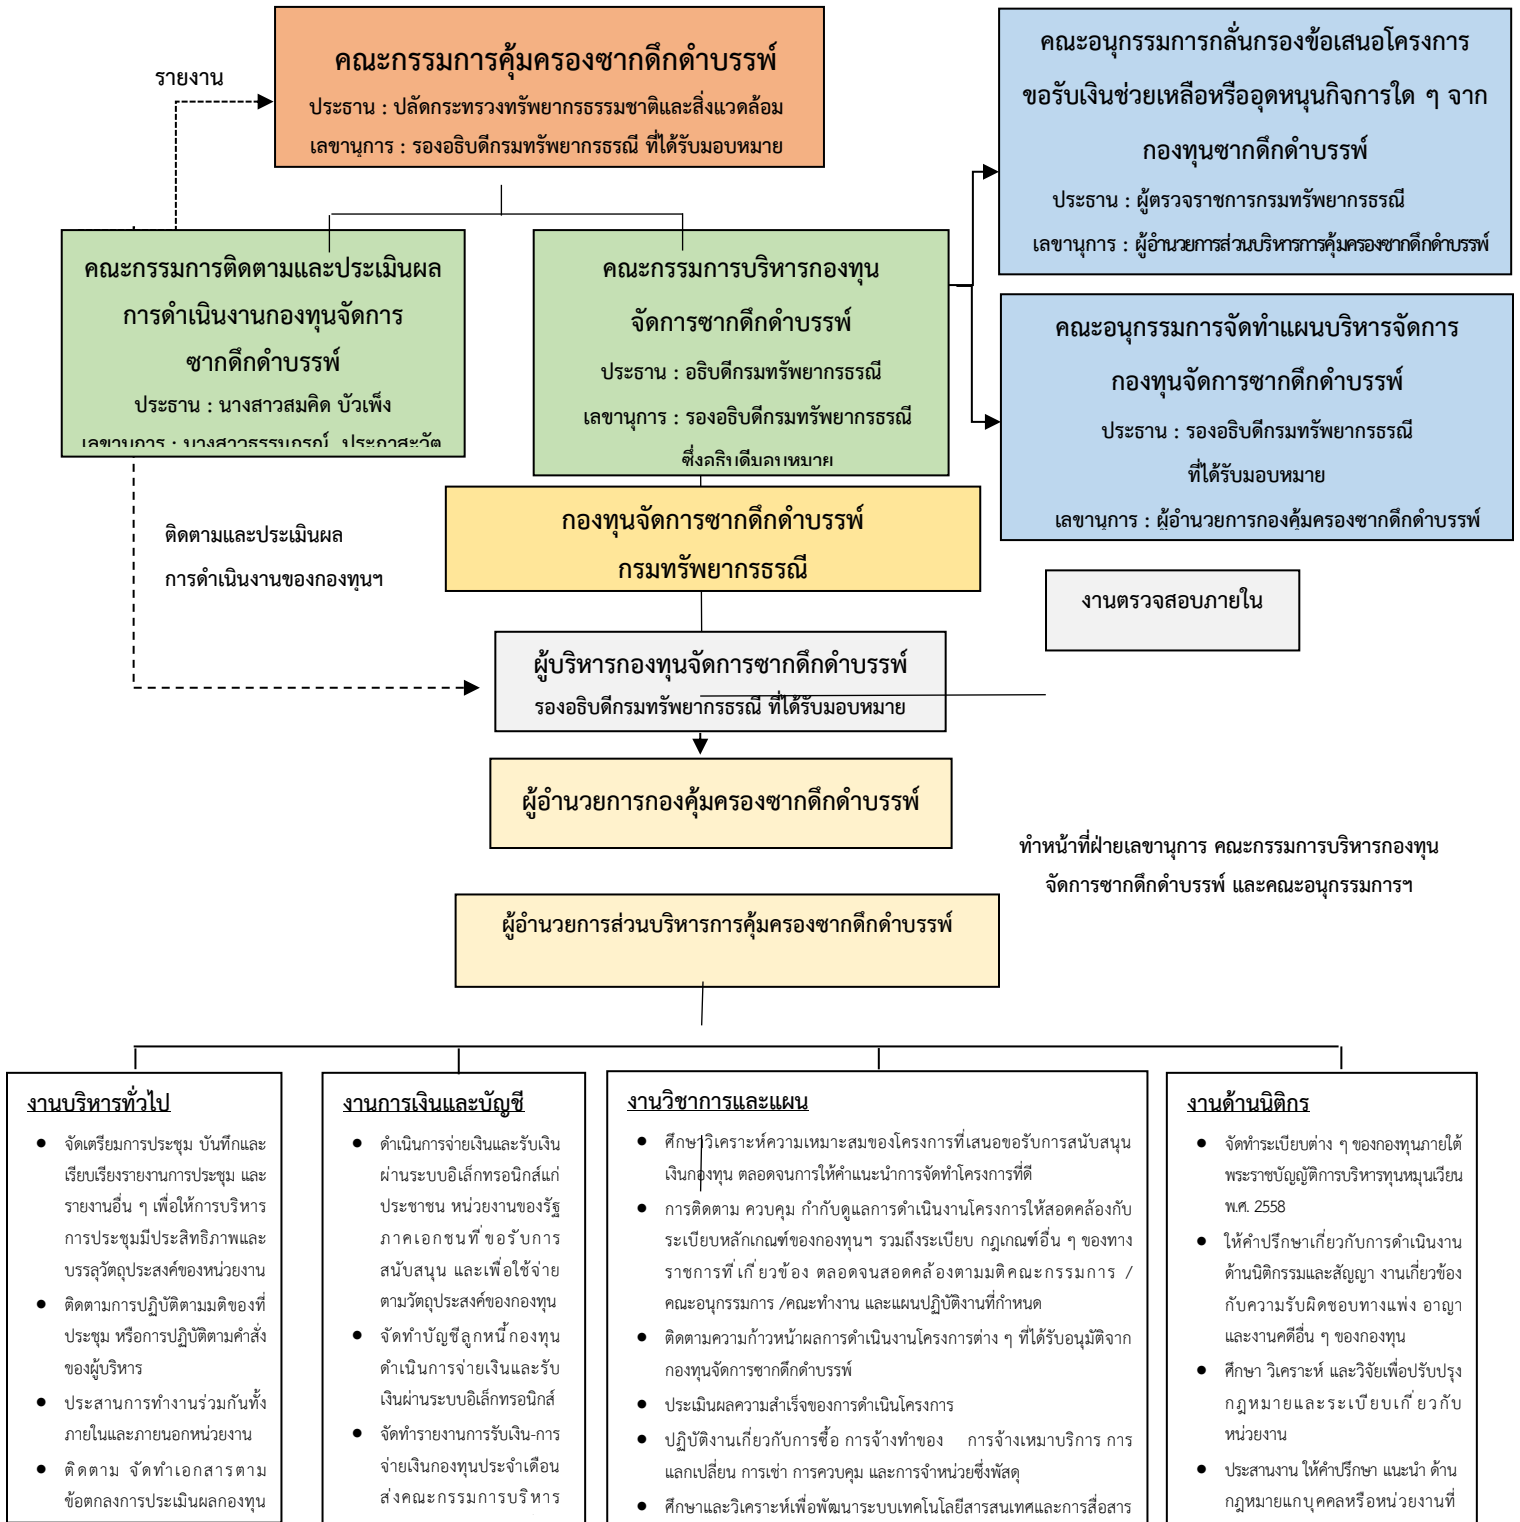 คณะกรรมการคุ้มครองซากดึกดำบรรพ์
ประธาน : ปลัดกระทรวงทรัพยากรธรรมชาติและสิ่งแวดล้อม
เลขานุการ : รองอธิบดีกรมทรัพยากรธรณี ที่ได้รับมอบหมาย
รายงาน
คณะอนุกรรมการกลั่นกรองข้อเสนอโครงการ
ขอรับเงินช่วยเหลือหรืออุดหนุนกิจการใด ๆ จาก
กองทุนซากดึกดำบรรพ์
ประธาน : ผู้ตรวจราชการกรมทรัพยากรธรณี
เลขานุการ : ผู้อำนวยการส่วนบริหารการคุ้มครองซากดึกดำบรรพ์
คณะกรรมการติดตามและประเมินผล
การดำเนินงานกองทุนจัดการ
ซากดึกดำบรรพ์
ประธาน : นางสาวสมคิด บัวเพ็ง
เลขานุการ : นางสาวธรรมภรณ์ ประภาสะวัต
คณะกรรมการบริหารกองทุน
จัดการซากดึกดำบรรพ์
ประธาน : อธิบดีกรมทรัพยากรธรณี
เลขานุการ : รองอธิบดีกรมทรัพยากรธรณี
ซึ่งอธิบดีมอบหมาย
คณะอนุกรรมการจัดทำแผนบริหารจัดการ
กองทุนจัดการซากดึกดำบรรพ์
ประธาน : รองอธิบดีกรมทรัพยากรธรณี
ที่ได้รับมอบหมาย
เลขานุการ : ผู้อำนวยการกองคุ้มครองซากดึกดำบรรพ์
ติดตามและประเมินผล
การดำเนินงานของกองทุนฯ
กองทุนจัดการซากดึกดำบรรพ์
กรมทรัพยากรธรณี
งานตรวจสอบภายใน
ผู้บริหารกองทุนจัดการซากดึกดำบรรพ์
รองอธิบดีกรมทรัพยากรธรณี ที่ได้รับมอบหมาย
ผู้อำนวยการกองคุ้มครองซากดึกดำบรรพ์
ทำหน้าที่ฝ่ายเลขานุการ คณะกรรมการบริหารกองทุน
จัดการซากดึกดำบรรพ์ และคณะอนุกรรมการฯ
ผู้อำนวยการส่วนบริหารการคุ้มครองซากดึกดำบรรพ์
งานบริหารทั่วไป
● จัดเตรียมการประชุม บันทึกและ
เรียบเรียงรายงานการประชุม และ
รายงานอื่น ๆ เพื่อให้การบริหาร
การประชุมมีประสิทธิภาพและ
บรรลุวัตถุประสงค์ของหน่วยงาน
● ติดตามการปฏิบัติตามมติของที่
ประชุม หรือการปฏิบัติตามคำสั่ง
ของผู้บริหาร
● ประสานการทำงานร่วมกันทั้ง
ภายในและภายนอกหน่วยงาน
● ติดตาม จัดทำเอกสารตาม
ข้อตกลงการประเมินผลกองทุน
งานการเงินและบัญชี
● ดำเนินการจ่ายเงินและรับเงิน
ผ่านระบบอิเล็กทรอนิกส์แก่
ประชาชน หน่วยงานของรัฐ
ภาคเอกชนที่ขอรับการ
สนับสนุน และเพื่อใช้จ่าย
ตามวัตถุประสงค์ของกองทุน
● จัดทำบัญชีลูกหนี้กองทุน
ดำเนินการจ่ายเงินและรับ
เงินผ่านระบบอิเล็กทรอนิกส์
● จัดทำรายงานการรับเงิน-การ
จ่ายเงินกองทุนประจำเดือน
ส่งคณะกรรมการบริหาร
งานวิชาการและแผน
● ศึกษาวิเคราะห์ความเหมาะสมของโครงการที่เสนอขอรับการสนับสนุน
เงินกองทุน ตลอดจนการให้คำแนะนำการจัดทำโครงการที่ดี
● การติดตาม ควบคุม กำกับดูแลการดำเนินงานโครงการให้สอดคล้องกับ
ระเบียบหลักเกณฑ์ของกองทุนฯ รวมถึงระเบียบ กฎเกณฑ์อื่น ๆ ของทาง
ราชการที่เกี่ยวข้อง ตลอดจนสอดคล้องตามมติคณะกรรมการ /
คณะอนุกรรมการ /คณะทำงาน และแผนปฏิบัติงานที่กำหนด
● ติดตามความก้าวหน้าผลการดำเนินงานโครงการต่าง ๆ ที่ได้รับอนุมัติจาก
กองทุนจัดการซากดึกดำบรรพ์
● ประเมินผลความสำเร็จของการดำเนินโครงการ
● ปฏิบัติงานเกี่ยวกับการซื้อ การจ้างทำของ การจ้างเหมาบริการ การ
แลกเปลี่ยน การเช่า การควบคุม และการจำหน่ายซึ่งพัสดุ
● ศึกษาและวิเคราะห์เพื่อพัฒนาระบบเทคโนโลยีสารสนเทศและการสื่อสาร
งานด้านนิติกร
● จัดทำระเบียบต่าง ๆ ของกองทุนภายใต้
พระราชบัญญัติการบริหารทุนหมุนเวียน
พ.ศ. 2558
● ให้คำปรึกษาเกี่ยวกับการดำเนินงาน
ด้านนิติกรรมและสัญญา งานเกี่ยวข้อง
กับความรับผิดชอบทางแพ่ง อาญา
และงานคดีอื่น ๆ ของกองทุน
● ศึกษา วิเคราะห์ และวิจัยเพื่อปรับปรุง
กฎหมายและระเบียบเกี่ยวกับ
หน่วยงาน
● ประสานงาน ให้คำปรึกษา แนะนำ ด้าน
กฎหมายแกบุคคลหรือหน่วยงานที่